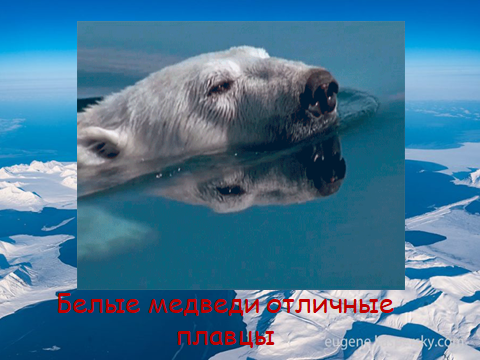 Белые медведи отличные
плавцы